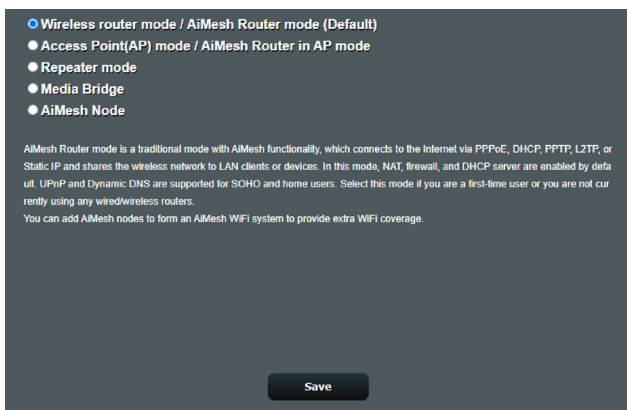 Wireless router mode / AiMesh Router mode (Default)
Access Point(AP) mode / AiMesh Router in AP mode
Repeater mode
Media Bridge
AiMesh Node
AiMesh Router mode is a traditional mode with AiMesh functionality, which connects to the Internet via PPPoE, DHCP, PPTP, L2TP, or
Static IP and shares the wireless network to LAN clients or devices. In this mode, NAT, firewall, and DHCP server are enabled by defa
ult. UPnP and Dynamic DNS are supported for SOHO and home users. Select this mode if you are a first-time user or you are not cur
rently using any wired/wireless routers.
You can add AiMesh nodes to form an AiMesh WiFi system to provide extra WiFi coverage.
Save